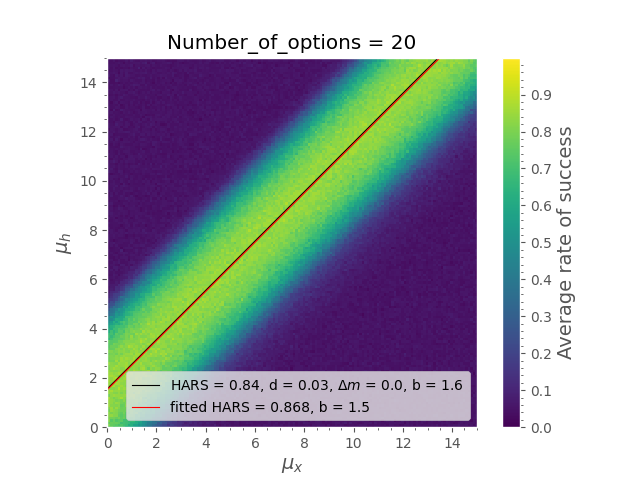 Number_of_options = 20
14
12
10
8
6
4
2
0
μ_h
HARS = 0.84, d = 0.03, Δm = 0.0, b = 1.6
fitted HARS = 0.868, b = 1.5
0 2 4 6 8 10 12 14
μ_x
0.9
0.8
0.7
0.6
0.5
0.4
0.3
0.2
0.1
0.0
Average rate of success